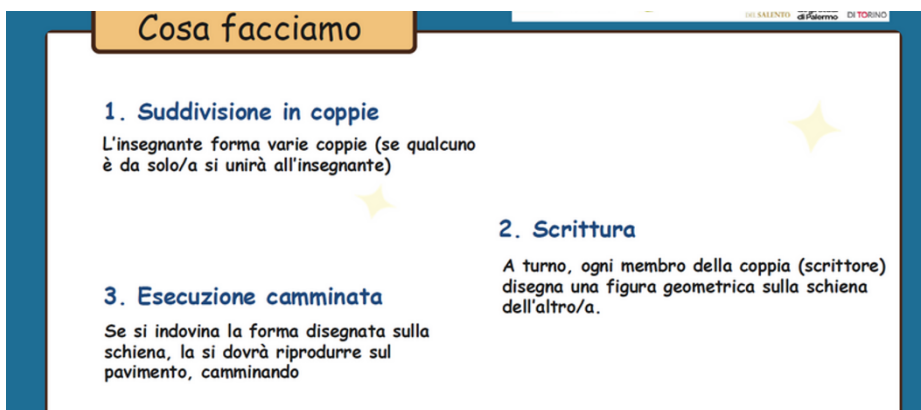 Cosa facciamo
DEL SALENTO di Palermo DI TORINO
1. Suddivisione in coppie
L'insegnante forma varie coppie (se qualcuno
è da solo/a si unirà all'insegnante)
2. Scrittura
A turno, ogni membro della coppia (scrittore)
disegna una figura geometrica sulla schiena
dell'altro/a.
3. Esecuzione camminata
Se si indovina la forma disegnata sulla
schiena, la si dovrà riprodurre sul
pavimento, camminando